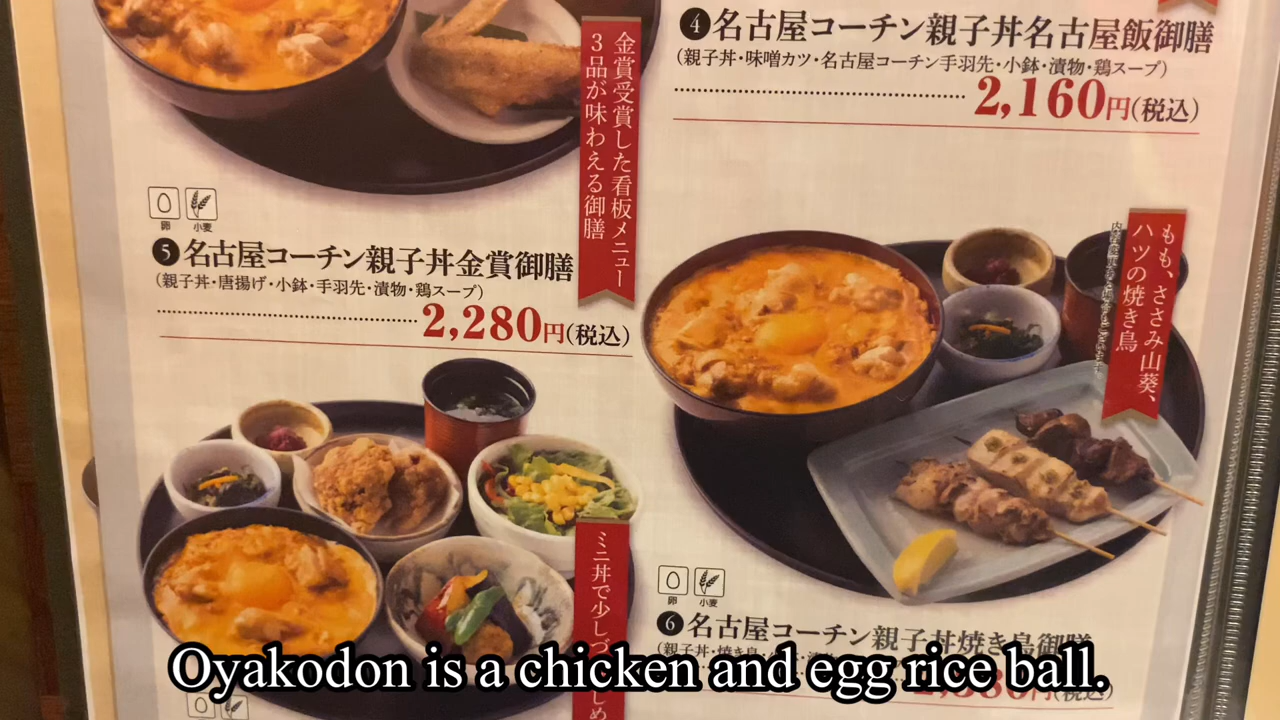 ④名古屋コーチン親子丼名古屋飯御膳
(親子丼・味噌カツ・名古屋コーチン手羽先・小鉢・漬物・鶏スープ)
2,160円(税込)
金賞受賞した看板メニュー
3品が味わえる御膳
卵 小麦
⑤名古屋コーチン親子丼金賞御膳
(親子丼・唐揚げ・小鉢・手羽先・漬物・鶏スープ)
2,280円(税込)
もも、ささみ山葵、
ハツの焼き鳥
ミニ丼で少しづ
卵 小麦
⑥名古屋コーチン親子丼焼き鳥御膳
(税込)
Oyakodon is a chicken and egg rice ball.